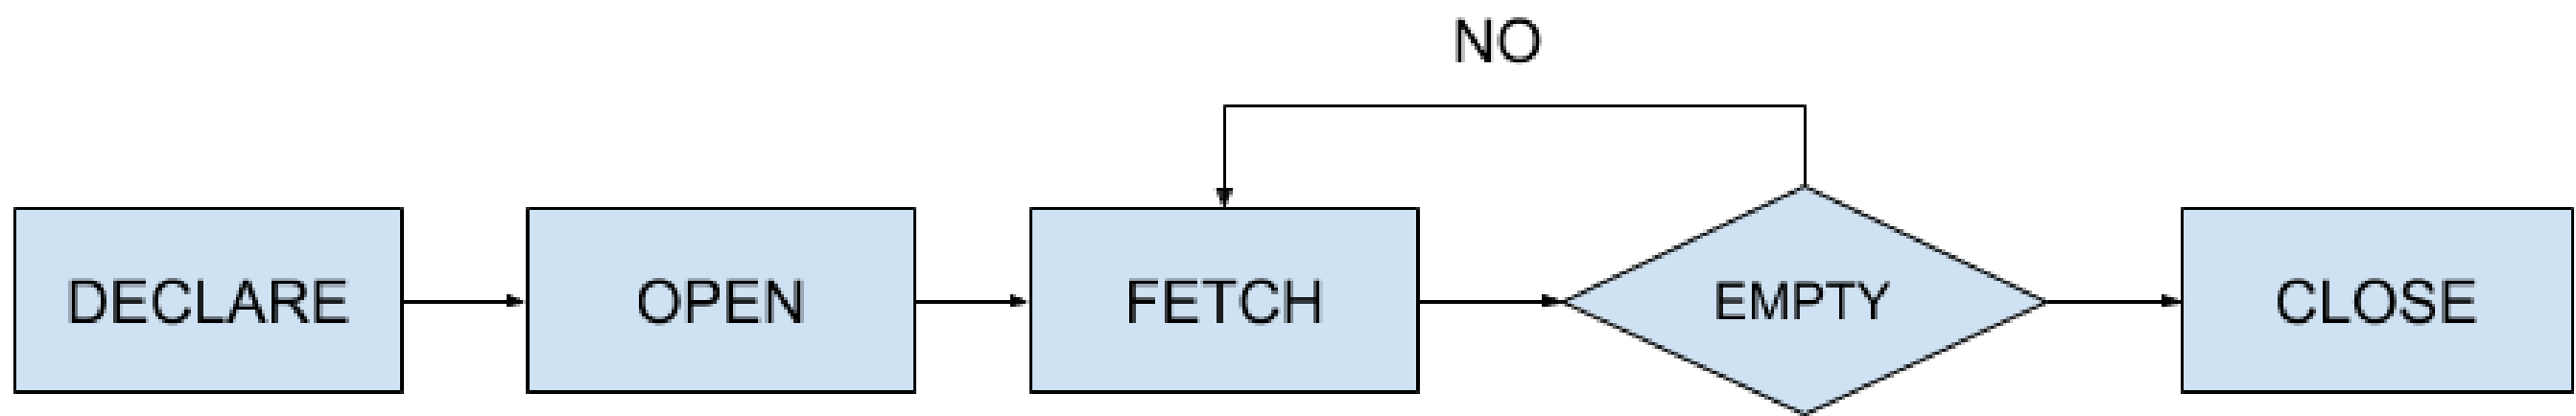 NO
DECLARE
OPEN
FETCH
EMPTY
CLOSE